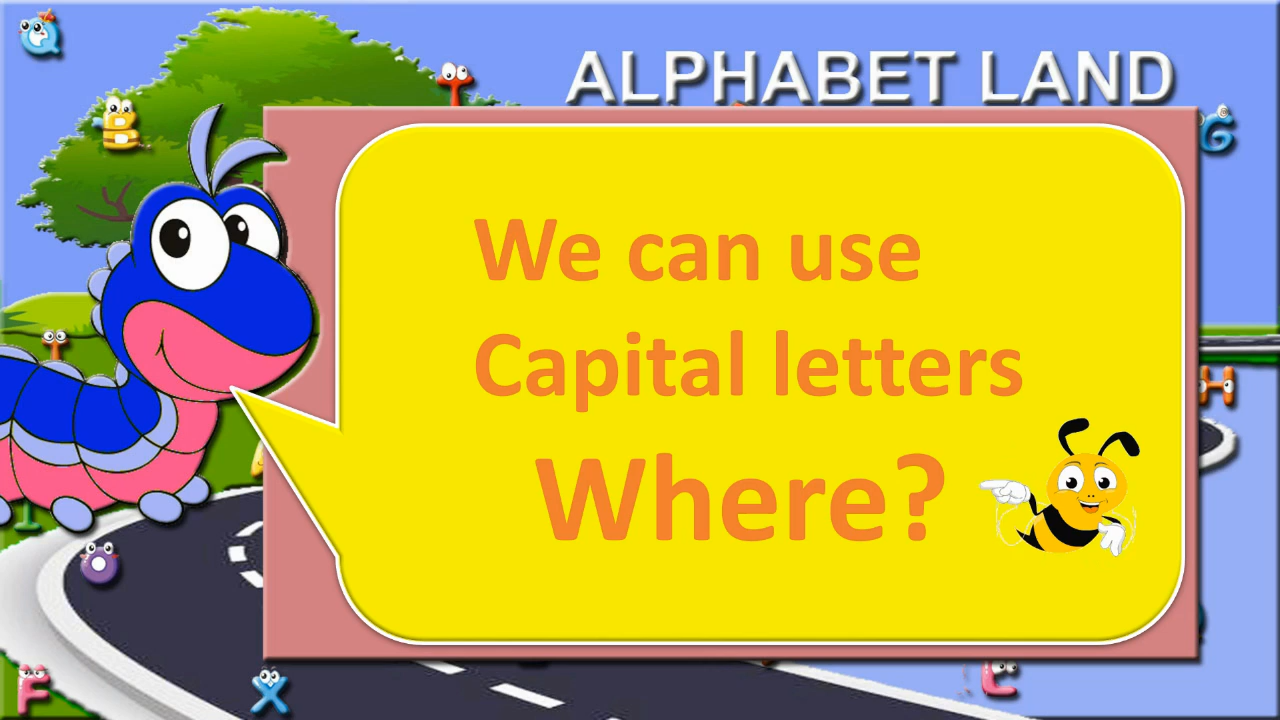 ALPHABET LAND
We can use
Capital letters
Where?
Q
B
I
G
H
O
F
X
L